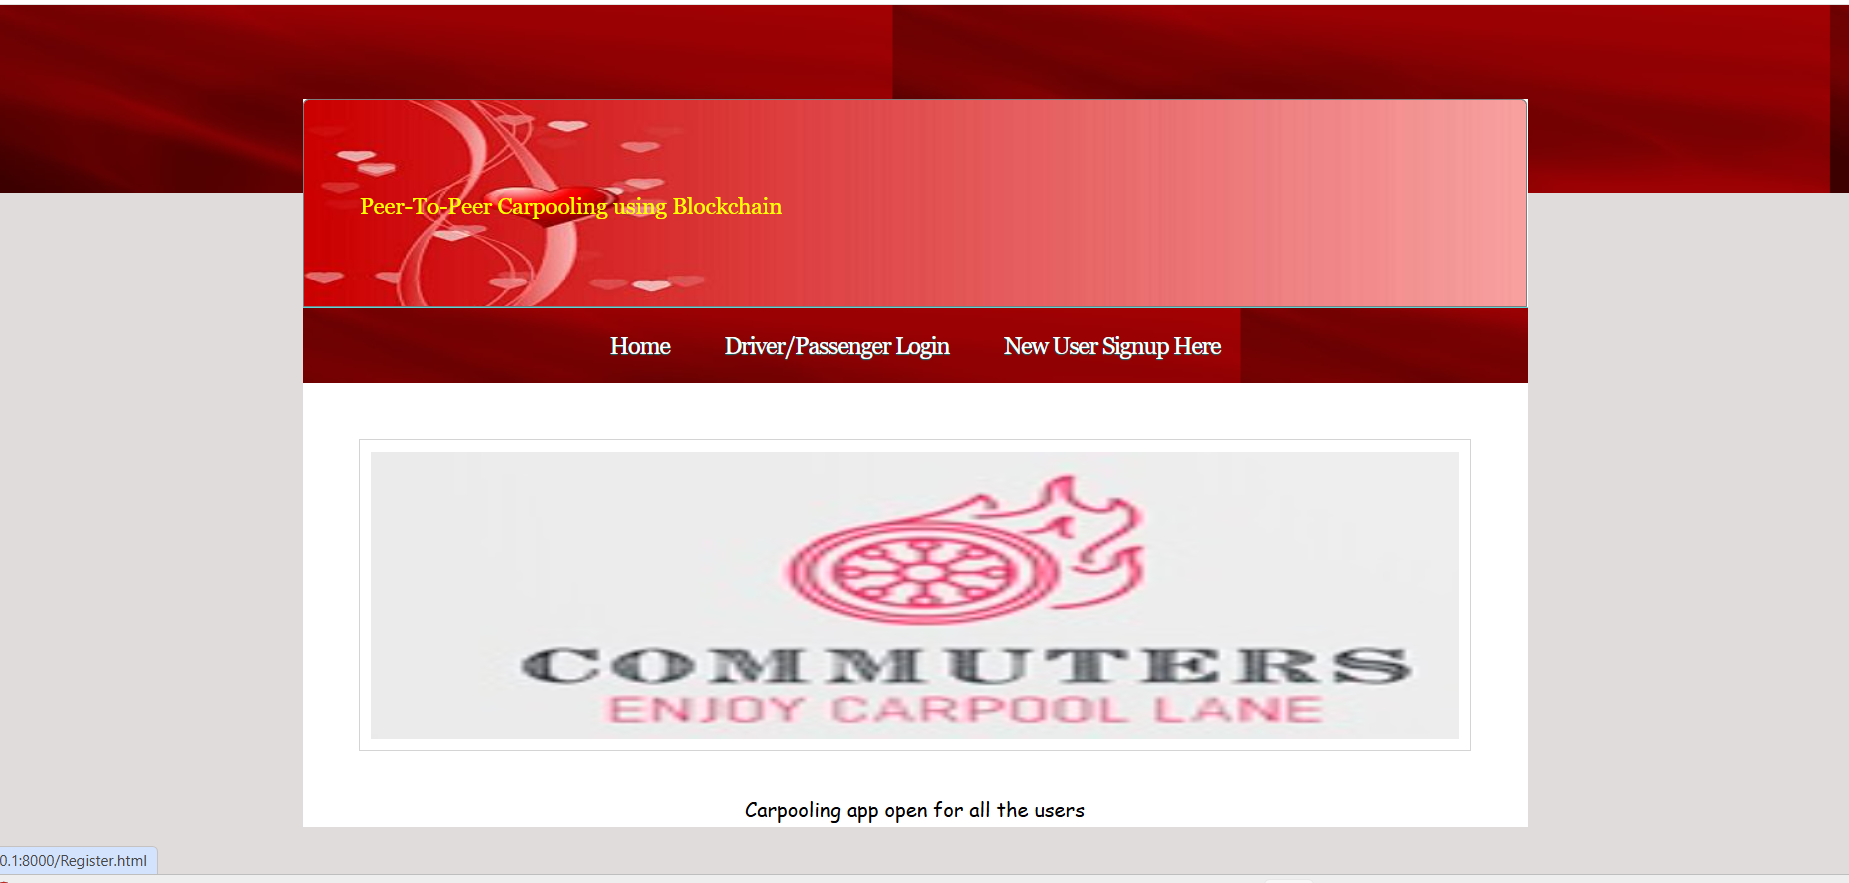 Peer-To-Peer Carpooling using Blockchain
Home Driver/Passenger Login New User Signup Here
COMMUTERS
ENJOY CARPOOL LANE
Carpooling app open for all the users
0.1:8000/Register.html